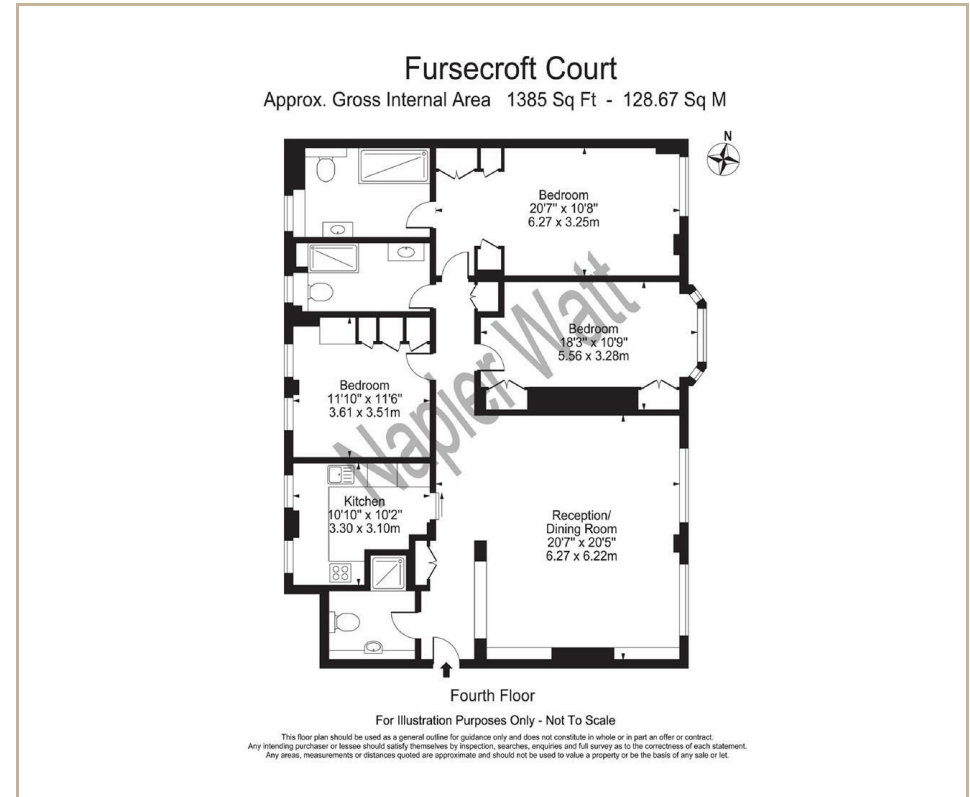 Fursecroft Court
Approx. Gross Internal Area 1385 Sq Ft - 128.67 Sq M
N
Bedroom
20'7" x 10'8"
6.27 x 3.25m
Bedroom
18'3" x 10'9"
5.56 x 3.28m
Bedroom
11'10" x 11'6"
3.61 x 3.51m
Napier Watt
Kitchen
10'10" x 10'2"
3.30 x 3.10m
Reception/
Dining Room
20'7" x 20'5"
6.27 x 6.22m
Fourth Floor
For Illustration Purposes Only - Not To Scale
This floor plan should be used as a general outline for guidance only and does not constitute in whole or in part an offer or contract.
Any intending purchaser or lessee should satisfy themselves by inspection, searches, enquiries and full survey as to the correctness of each statement.
Any areas, measurements or distances quoted are approximate and should not be used to value a property or be the basis of any sale or let.